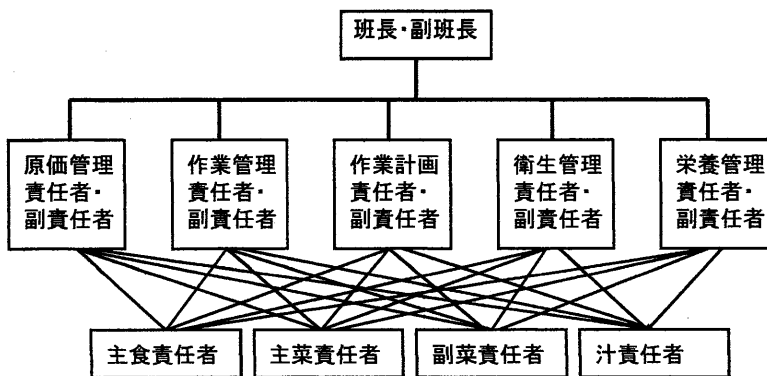 班長・副班長
原価管理
責任者・
副責任者
作業管理
責任者・
副責任者
作業計画
責任者・
副責任者
衛生管理
責任者・
副責任者
栄養管理
責任者・
副責任者
主食責任者
主菜責任者
副菜責任者
汁責任者